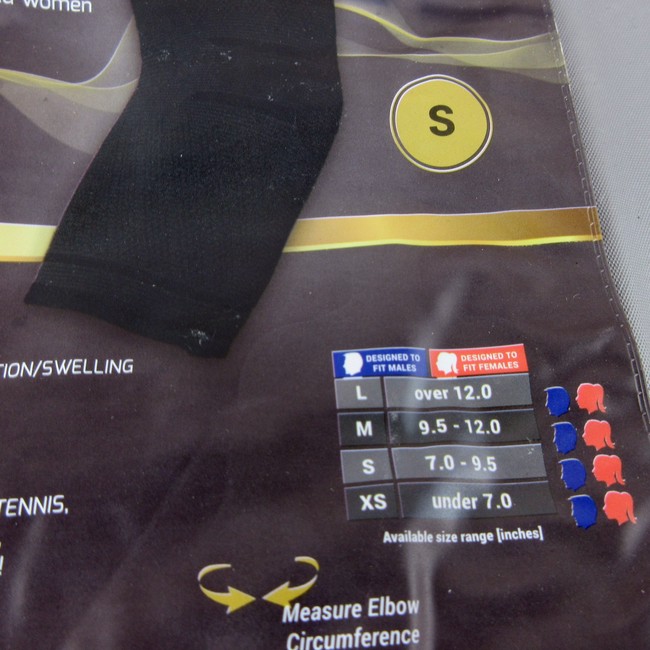 women
S
TION/SWELLING
DESIGNED TO
FIT MALES
DESIGNED TO
FIT FEMALES
L over 12.0
M 9.5 - 12.0
S 7.0 - 9.5
XS under 7.0
TENNIS,
Available size range [inches]
Measure Elbow
Circumference